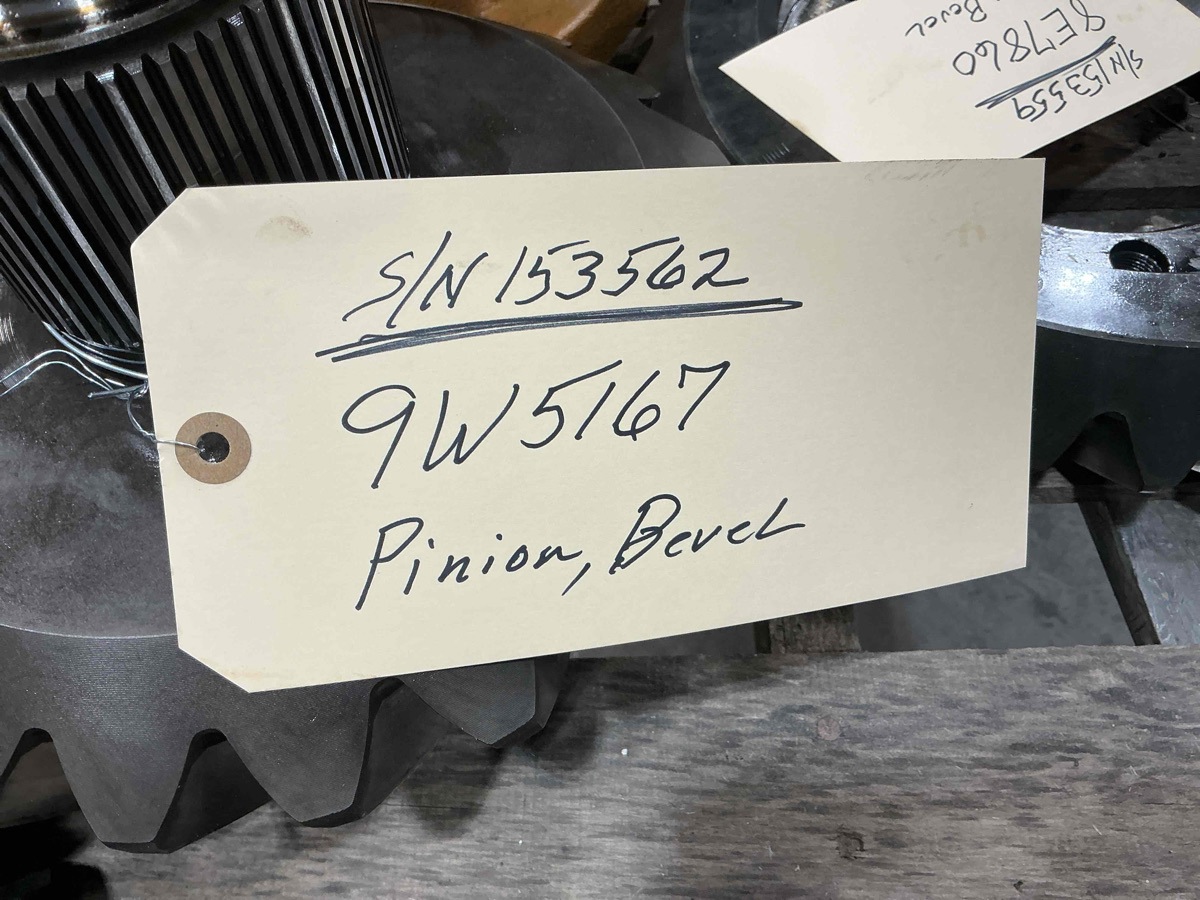 S/N 153562
9W5167
Pinion, Bevel
S/N 153559
8E7860
Bevel